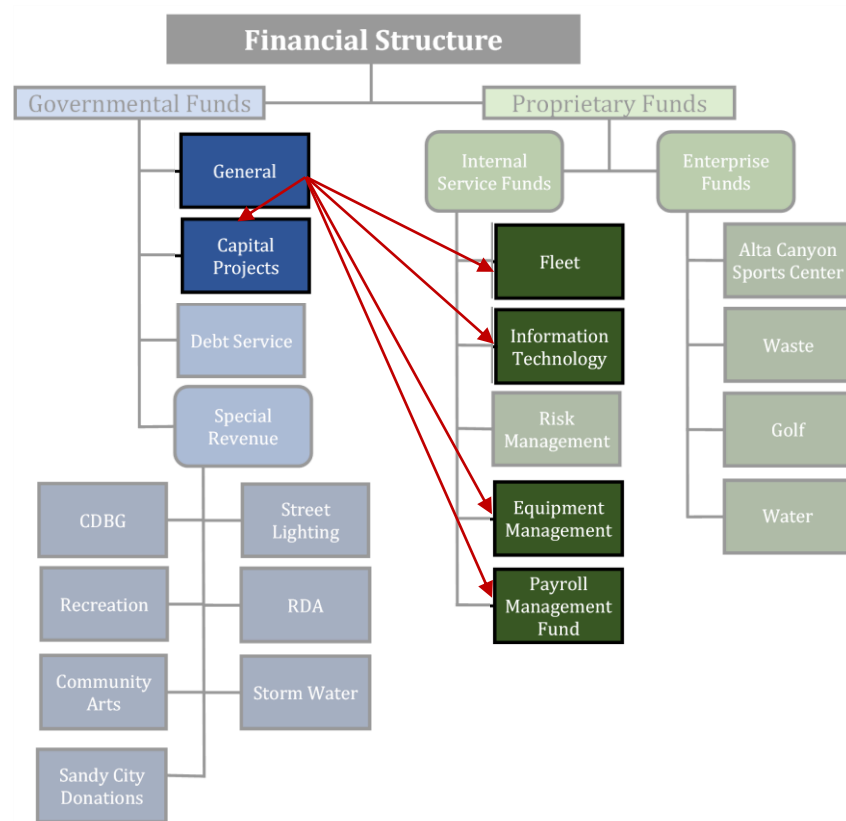 Financial Structure
Governmental Funds
Proprietary Funds
General
Capital
Projects
Debt Service
Special
Revenue
CDBG
Street
Lighting
Recreation
RDA
Community
Arts
Storm Water
Sandy City
Donations
Internal
Service Funds
Enterprise
Funds
Fleet
Information
Technology
Risk
Management
Equipment
Management
Payroll
Management
Fund
Alta Canyon
Sports Center
Waste
Golf
Water